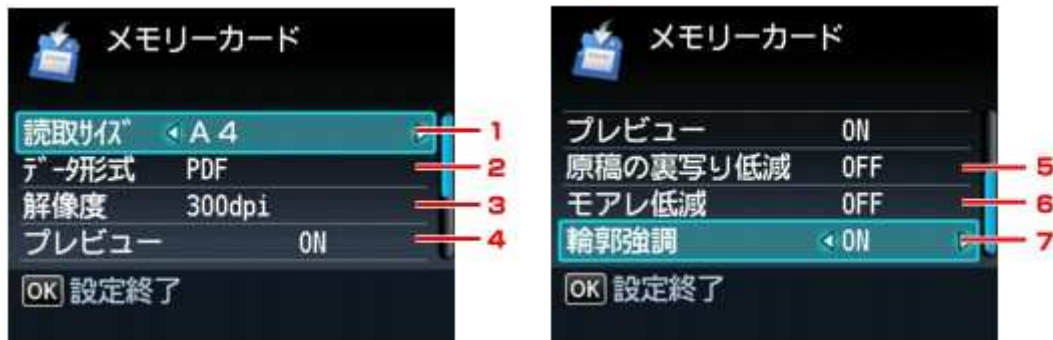 メモリーカード
読取サイズ A4 1
データ形式 PDF 2
解像度 300dpi 3
プレビュー ON 4
OK 設定終了
メモリーカード
プレビュー ON
原稿の裏写り低減 OFF 5
モアレ低減 OFF 6
輪郭強調 ON 7
OK 設定終了